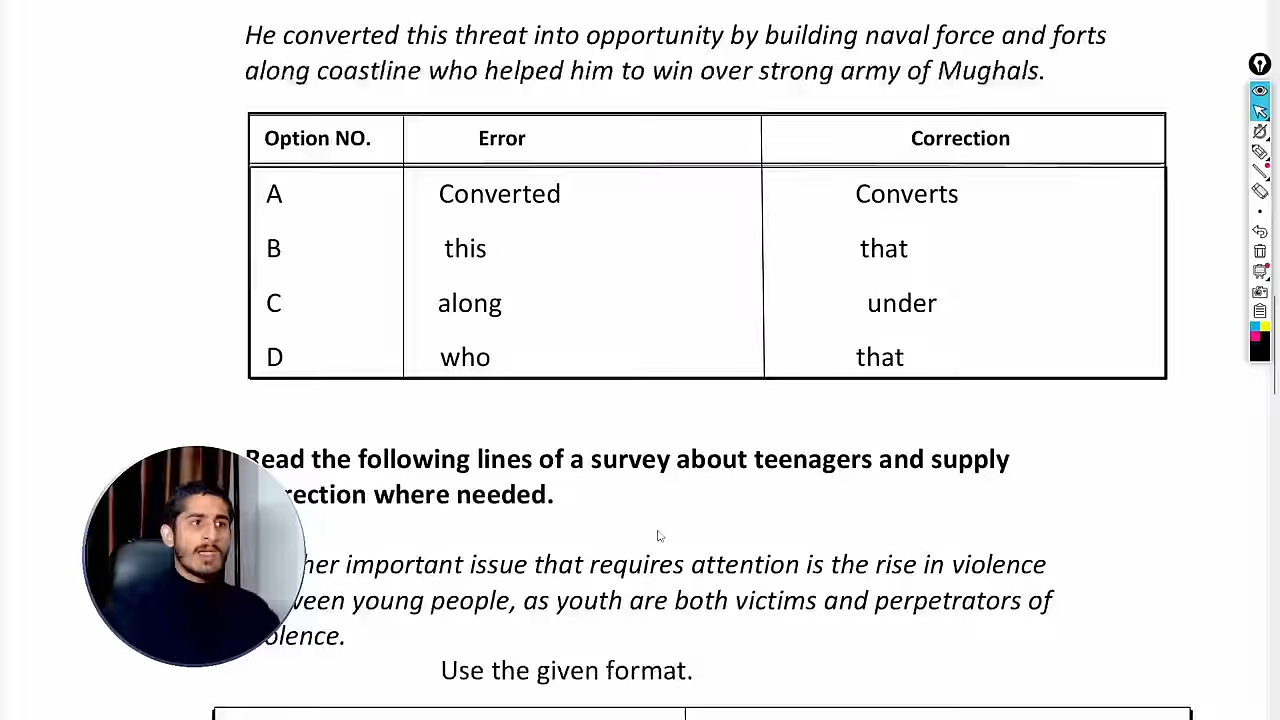 He converted this threat into opportunity by building naval force and forts
along coastline who helped him to win over strong army of Mughals.
Option NO. Error Correction
A Converted Converts
B this that
C along under
D who that
Read the following lines of a survey about teenagers and supply
rection where needed.
her important issue that requires attention is the rise in violence
ween young people, as youth are both victims and perpetrators of
olence.
Use the given format.